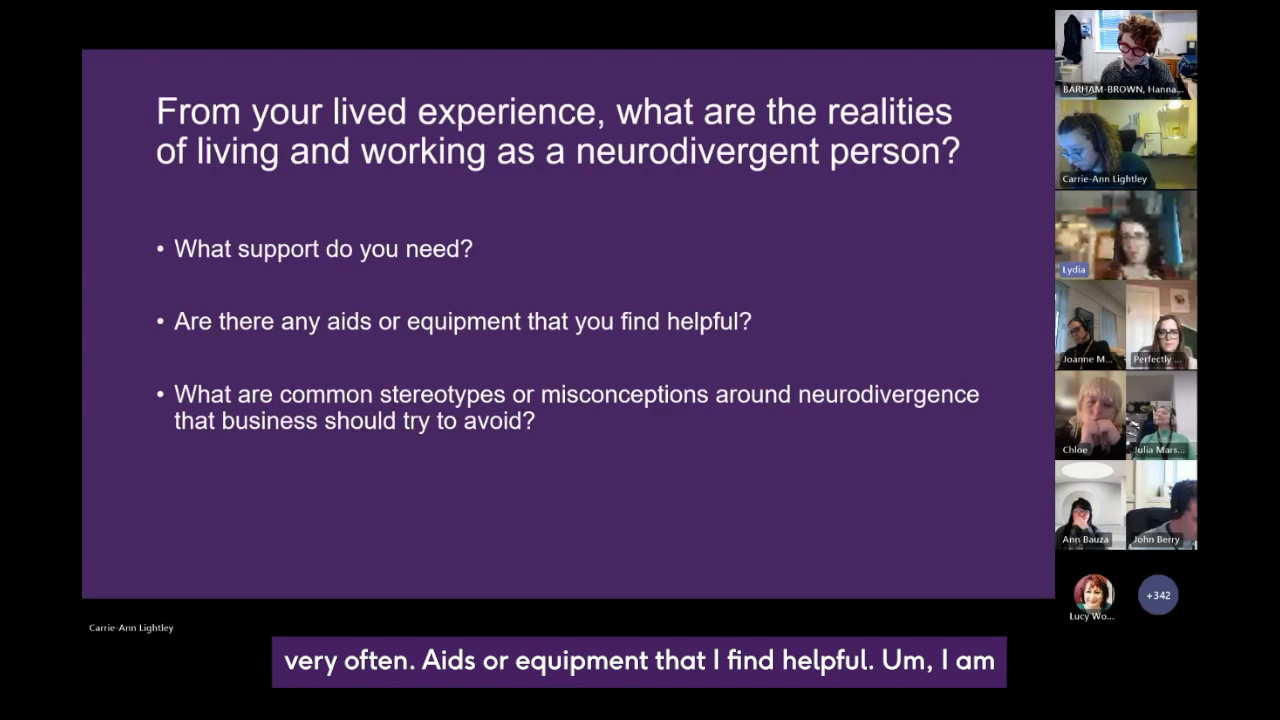 From your lived experience, what are the realities
of living and working as a neurodivergent person?
• What support do you need?
• Are there any aids or equipment that you find helpful?
• What are common stereotypes or misconceptions around neurodivergence
that business should try to avoid?
BARHAM-BROWN, Hanna...
Carrie-Ann Lightley
Lydia
Joanne M...
Perfectly ...
Chloe
Julia Mars...
Ann Bauza
John Berry
Lucy Wo...
+342
Carrie-Ann Lightley
very often. Aids or equipment that I find helpful. Um, I am